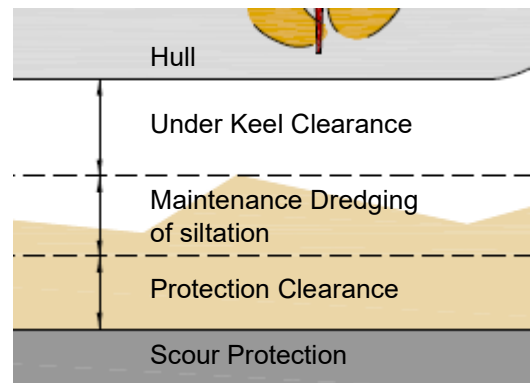 Hull
Under Keel Clearance
Maintenance Dredging
of siltation
Protection Clearance
Scour Protection